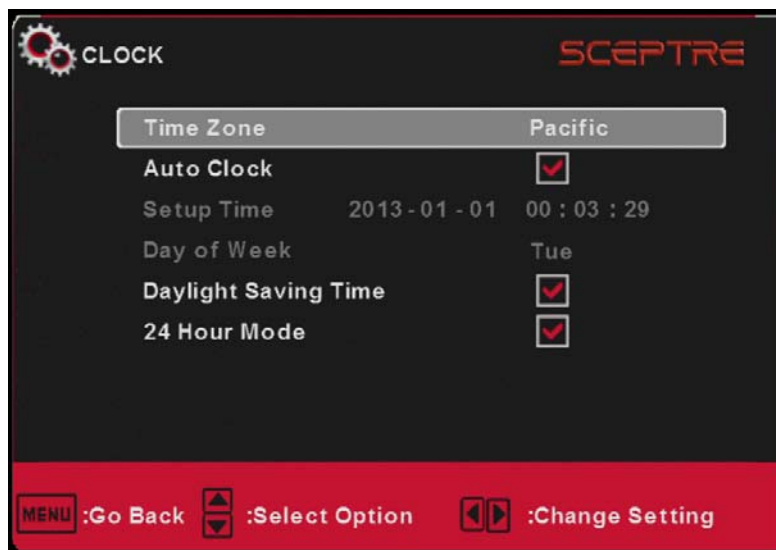 CLOCK SCEPTRE
Time Zone Pacific
Auto Clock
Setup Time 2013-01-01 00:03:29
Day of Week Tue
Daylight Saving Time
24 Hour Mode
MENU :Go Back :Select Option :Change Setting